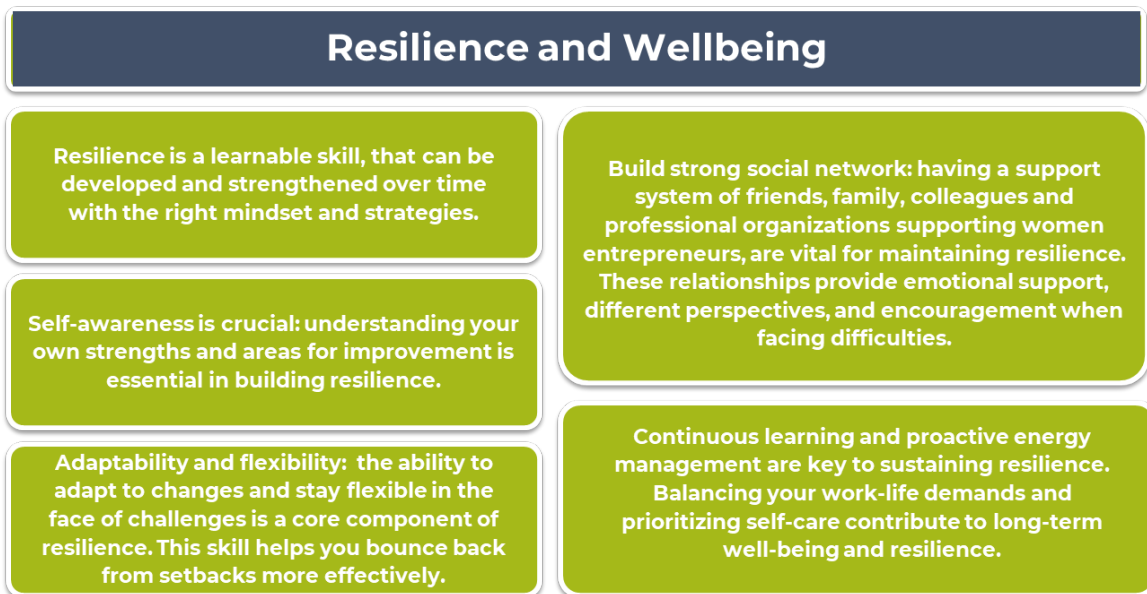 Resilience and Wellbeing
Resilience is a learnable skill, that can be
developed and strengthened over time
with the right mindset and strategies.
Self-awareness is crucial: understanding your
own strengths and areas for improvement is
essential in building resilience.
Adaptability and flexibility:  the ability to
adapt to changes and stay flexible in the
face of challenges is a core component of
resilience. This skill helps you bounce back
from setbacks more effectively.
Build strong social network: having a support
system of friends, family, colleagues and
professional organizations supporting women
entrepreneurs, are vital for maintaining resilience.
These relationships provide emotional support,
different perspectives, and encouragement when
facing difficulties.
Continuous learning and proactive energy
management are key to sustaining resilience.
Balancing your work-life demands and
prioritizing self-care contribute to long-term
well-being and resilience.